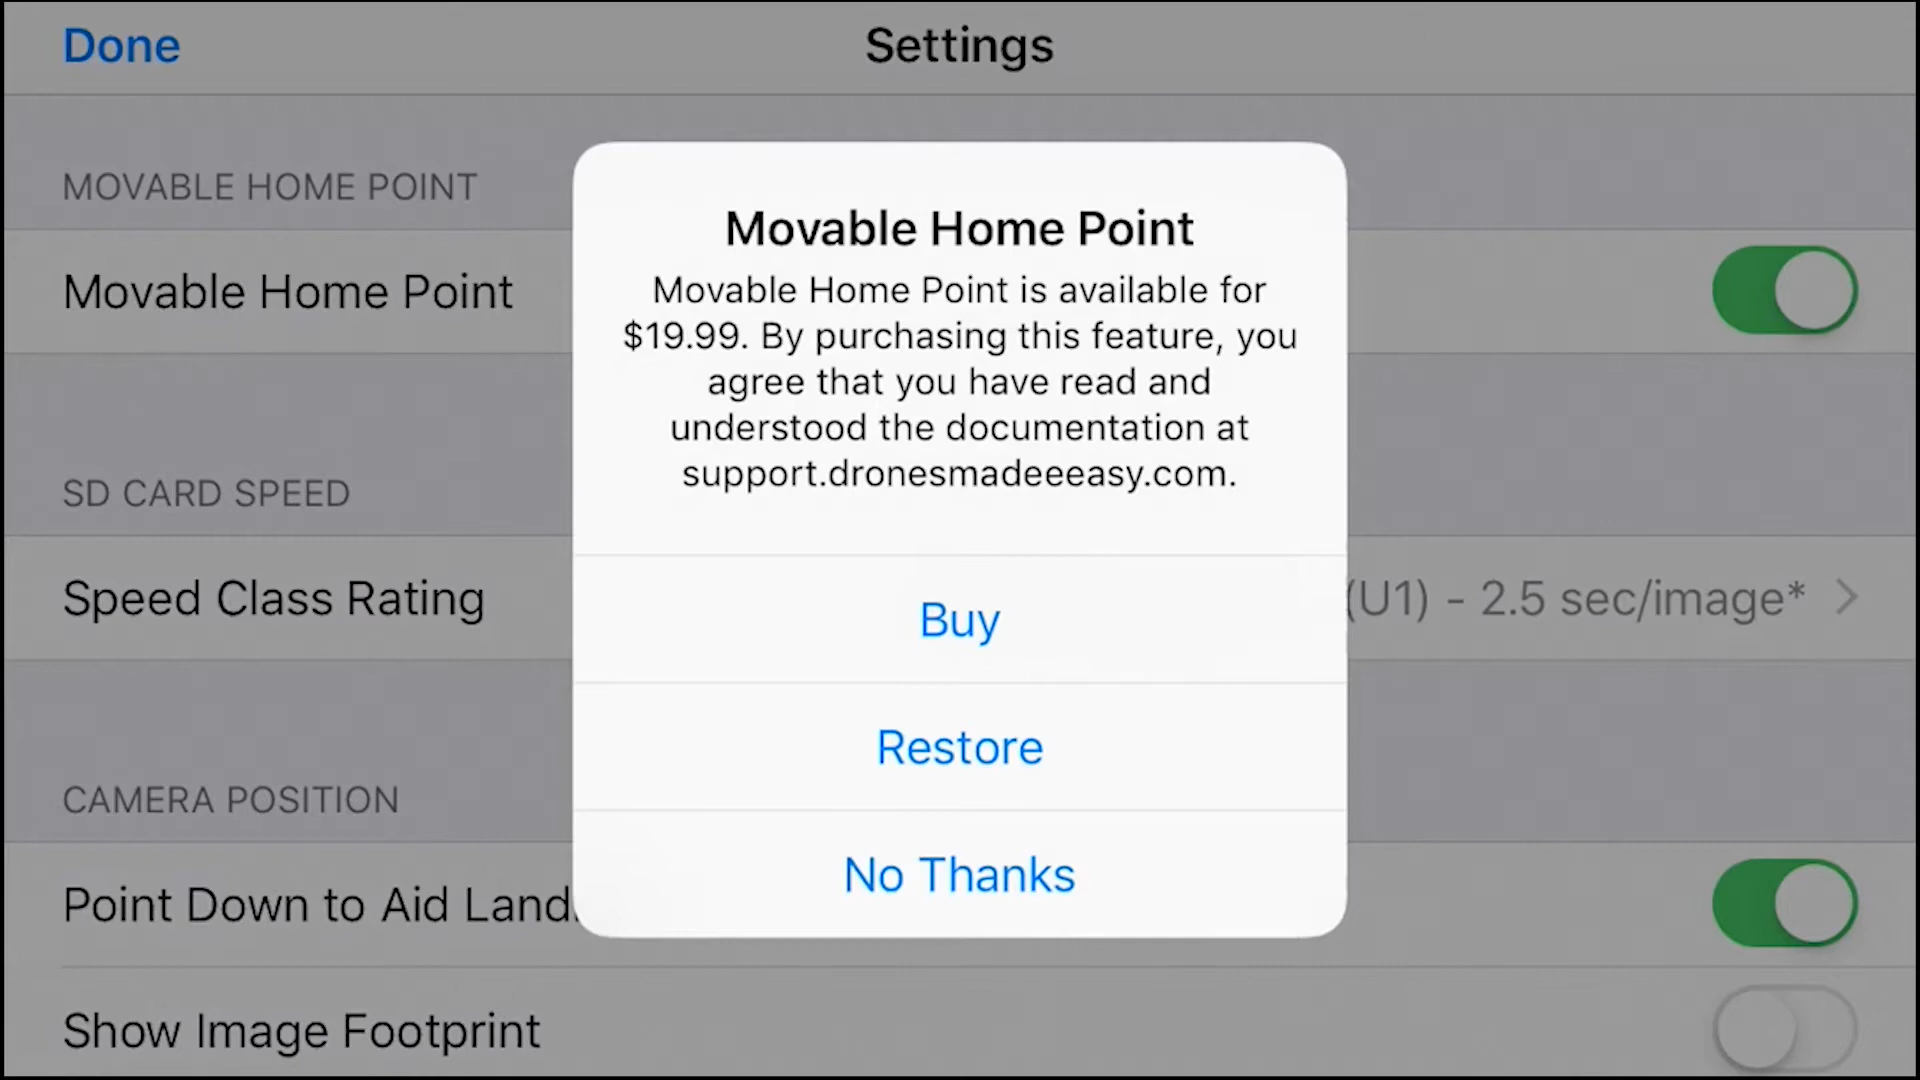 Done
Settings
MOVABLE HOME POINT
Movable Home Point
SD CARD SPEED
Speed Class Rating
(U1) - 2.5 sec/image*
CAMERA POSITION
Point Down to Aid Land
Show Image Footprint
Movable Home Point
Movable Home Point is available for
$19.99. By purchasing this feature, you
agree that you have read and
understood the documentation at
support.dronesmadeeeasy.com.
Buy
Restore
No Thanks